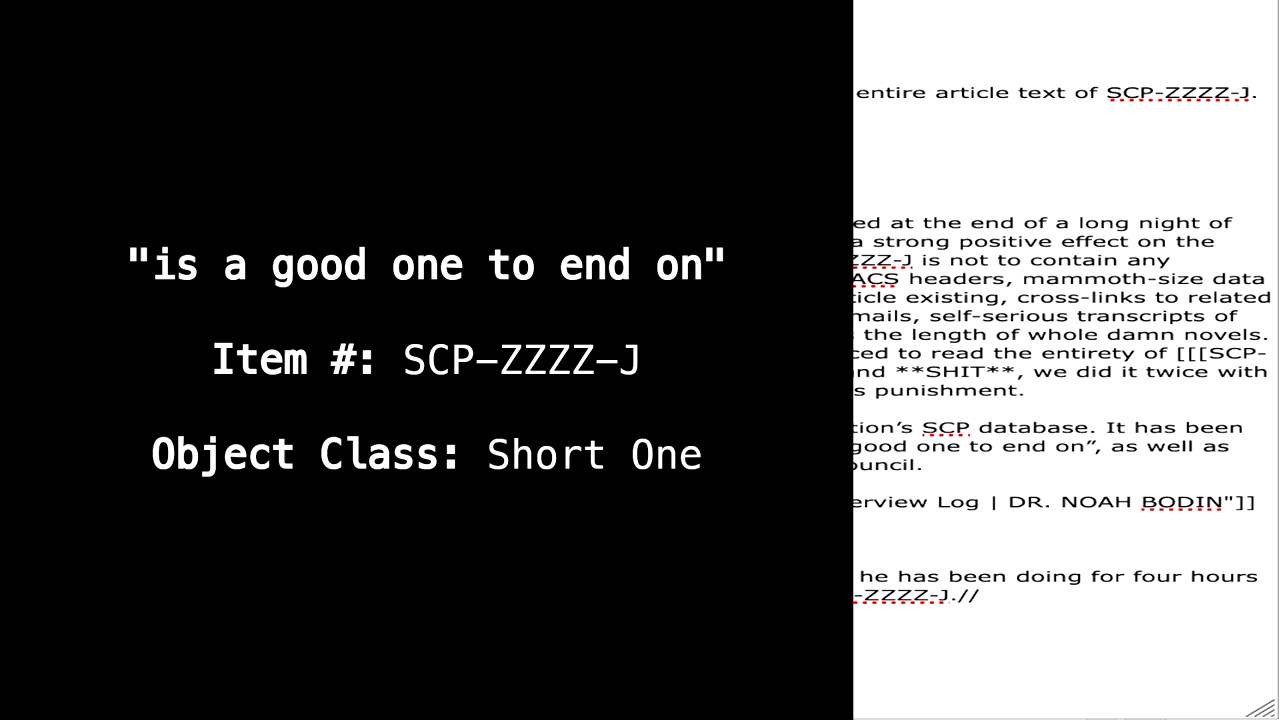 "is a good one to end on"
Item #: SCP–ZZZZ–J
Object Class: Short One
entire article text of SCP-ZZZZ-J.
ed at the end of a long night of
a strong positive effect on the
ZZZ-J is not to contain any
ACS headers, mammoth-size data
icle existing, cross-links to related
mails, self-serious transcripts of
the length of whole damn novels.
ced to read the entirety of [[[SCP-
nd **SHIT**, we did it twice with
s punishment.
tion’s SCP database. It has been
good one to end on”, as well as
ouncil.
erview Log | DR. NOAH BODIN"]]
he has been doing for four hours
-ZZZZ-J.//